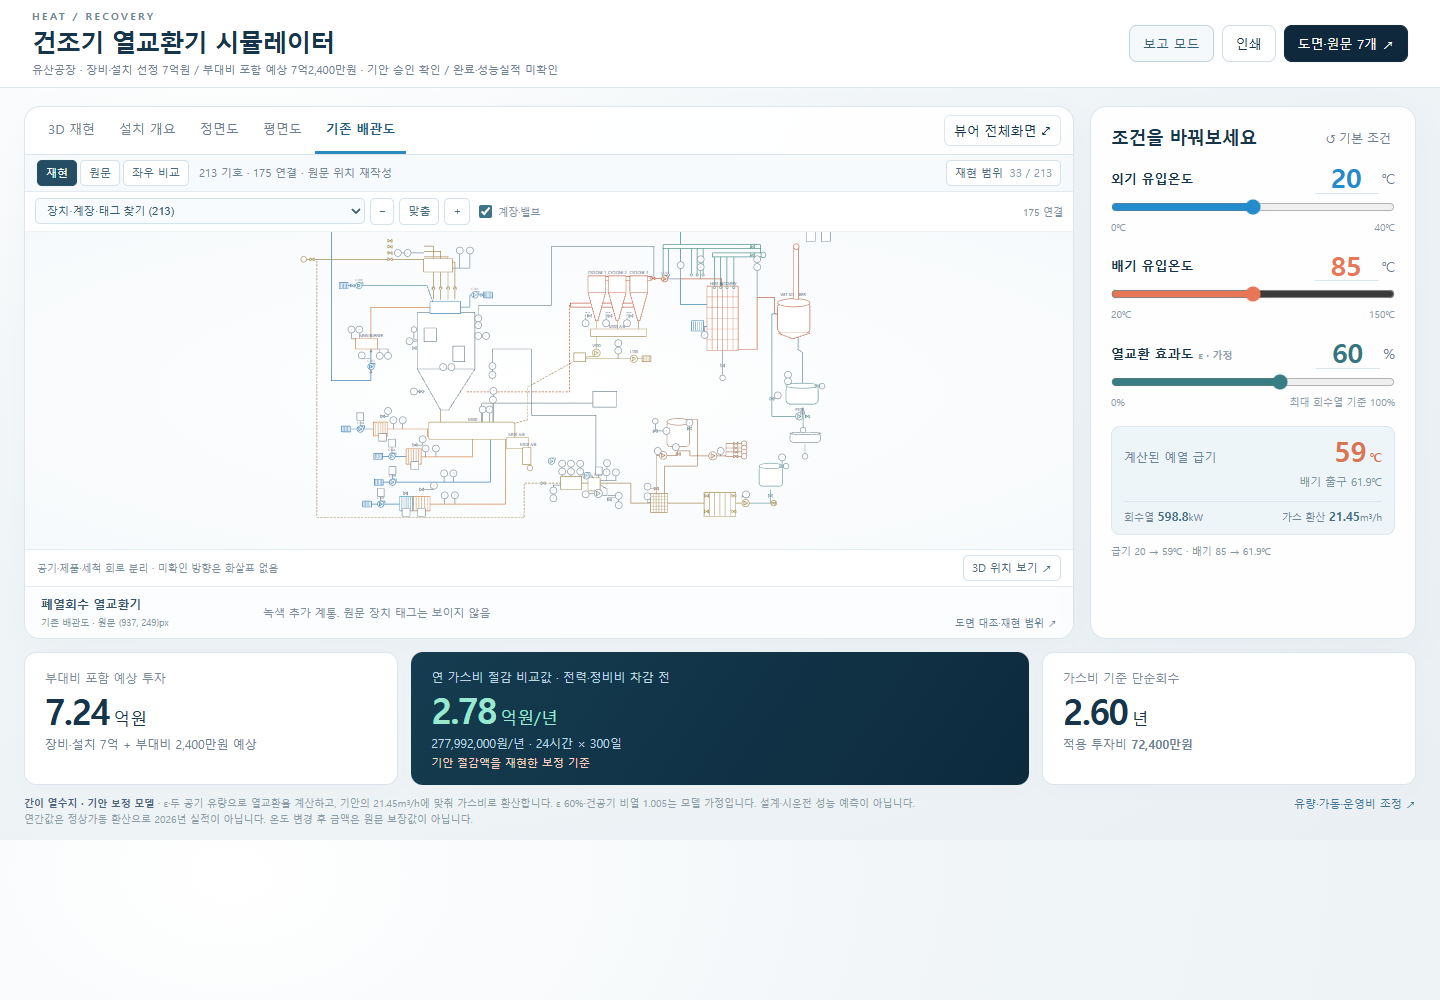 HEAT / RECOVERY
건조기 열교환기 시뮬레이터
유산공장 · 장비·설치 선정 7억원 / 부대비 포함 예상 7억2,400만원 · 기안 승인 확인 / 완료·성능실적 미확인
보고 모드
인쇄
도면·원문 7개 ↗
3D 재현
설치 개요
정면도
평면도
기존 배관도
뷰어 전체화면 ⤢
재현
원문
좌우 비교
213 기호 · 175 연결 · 원문 위치 재작성
재현 범위 33 / 213
장치·계장·태그 찾기 (213)
−
맞춤
+
계장·밸브
175 연결
공기·제품·세척 회로 분리 · 미확인 방향은 화살표 없음
3D 위치 보기 ↗
폐열회수 열교환기
기존 배관도 · 원문 (937, 249)px
녹색 추가 계통. 원문 장치 태그는 보이지 않음
도면 대조·재현 범위 ↗
조건을 바꿔보세요
↺ 기본 조건
외기 유입온도
20 ℃
0℃
40℃
배기 유입온도
85 ℃
20℃
150℃
열교환 효과도 ε · 가정
60 %
0%
최대 회수열 기준 100%
계산된 예열 급기
59 ℃
배기 출구 61.9℃
회수열 598.8kW
가스 환산 21.45m³/h
급기 20 → 59℃ · 배기 85 → 61.9℃
부대비 포함 예상 투자
7.24 억원
장비·설치 7억 + 부대비 2,400만원 예상
연 가스비 절감 비교값 · 전력·정비비 차감 전
2.78 억원/년
277,992,000원/년 · 24시간 × 300일
기안 절감액을 재현한 보정 기준
가스비 기준 단순회수
2.60 년
적용 투자비 72,400만원
간이 열수지 · 기안 보정 모델 · ε·두 공기 유량으로 열교환을 계산하고, 기안의 21.45m³/h에 맞춰 가스비로 환산합니다. ε 60%·건공기 비열 1.005는 모델 가정입니다. 설계·시운전 성능 예측이 아닙니다.
연간값은 정상가동 환산으로 2026년 실적이 아닙니다. 온도 변경 후 금액은 원문 보장값이 아닙니다.
유량·가동·운영비 조정 ↗